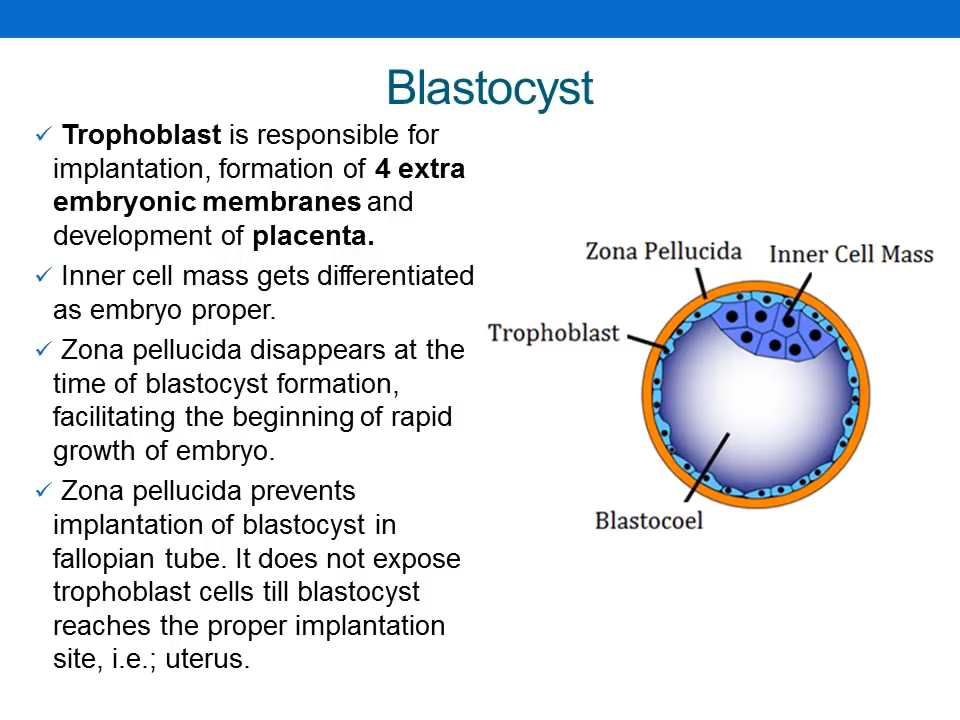 Blastocyst
✓ Trophoblast is responsible for
implantation, formation of 4 extra
embryonic membranes and
development of placenta.
✓ Inner cell mass gets differentiated
as embryo proper.
✓ Zona pellucida disappears at the
time of blastocyst formation,
facilitating the beginning of rapid
growth of embryo.
✓ Zona pellucida prevents
implantation of blastocyst in
fallopian tube. It does not expose
trophoblast cells till blastocyst
reaches the proper implantation
site, i.e.; uterus.
Zona Pellucida
Inner Cell Mass
Trophoblast
Blastocoel